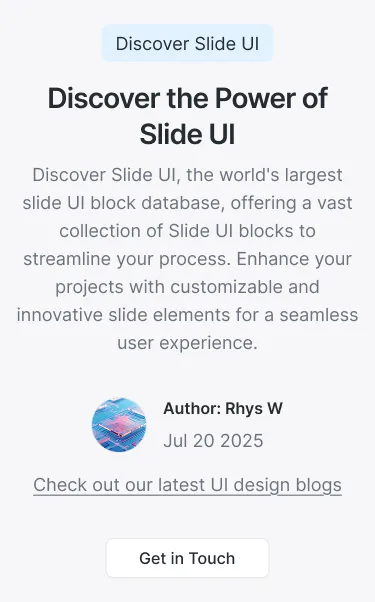 Discover Slide UI
Discover the Power of
Slide UI
Discover Slide UI, the world's largest
slide UI block database, offering a vast
collection of Slide UI blocks to
streamline your process. Enhance your
projects with customizable and
innovative slide elements for a seamless
user experience.
Author: Rhys W
Jul 20 2025
Check out our latest UI design blogs
Get in Touch